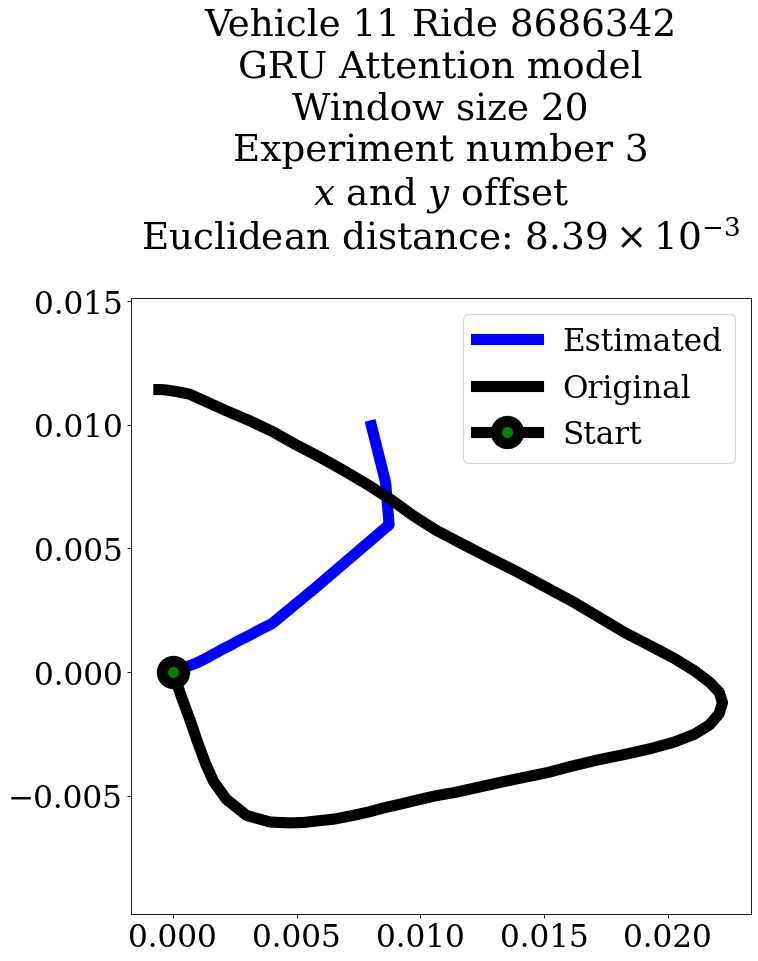 Vehicle 11 Ride 8686342
GRU Attention model
Window size 20
Experiment number 3
x and y offset
Euclidean distance: 8.39 × 10⁻³
0.015
0.010
0.005
0.000
−0.005
Estimated
Original
Start
0.000 0.005 0.010 0.015 0.020